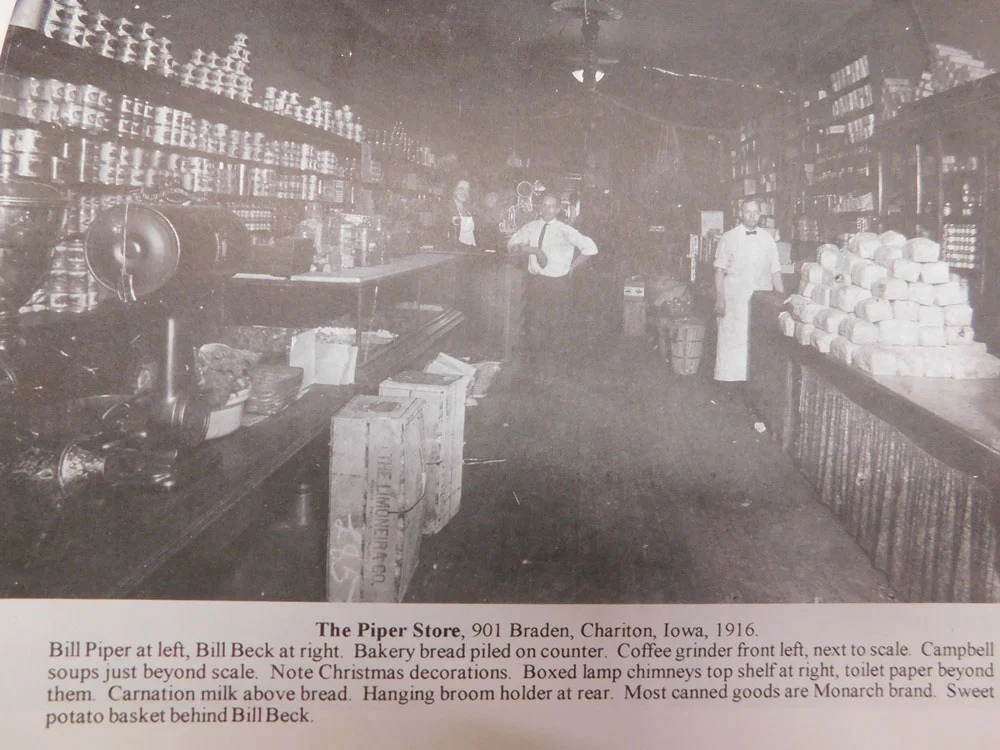 THE LIMONEIRA CO.
The Piper Store, 901 Braden, Chariton, Iowa, 1916.
Bill Piper at left, Bill Beck at right. Bakery bread piled on counter. Coffee grinder front left, next to scale. Campbell
soups just beyond scale. Note Christmas decorations. Boxed lamp chimneys top shelf at right, toilet paper beyond
them. Carnation milk above bread. Hanging broom holder at rear. Most canned goods are Monarch brand. Sweet
potato basket behind Bill Beck.